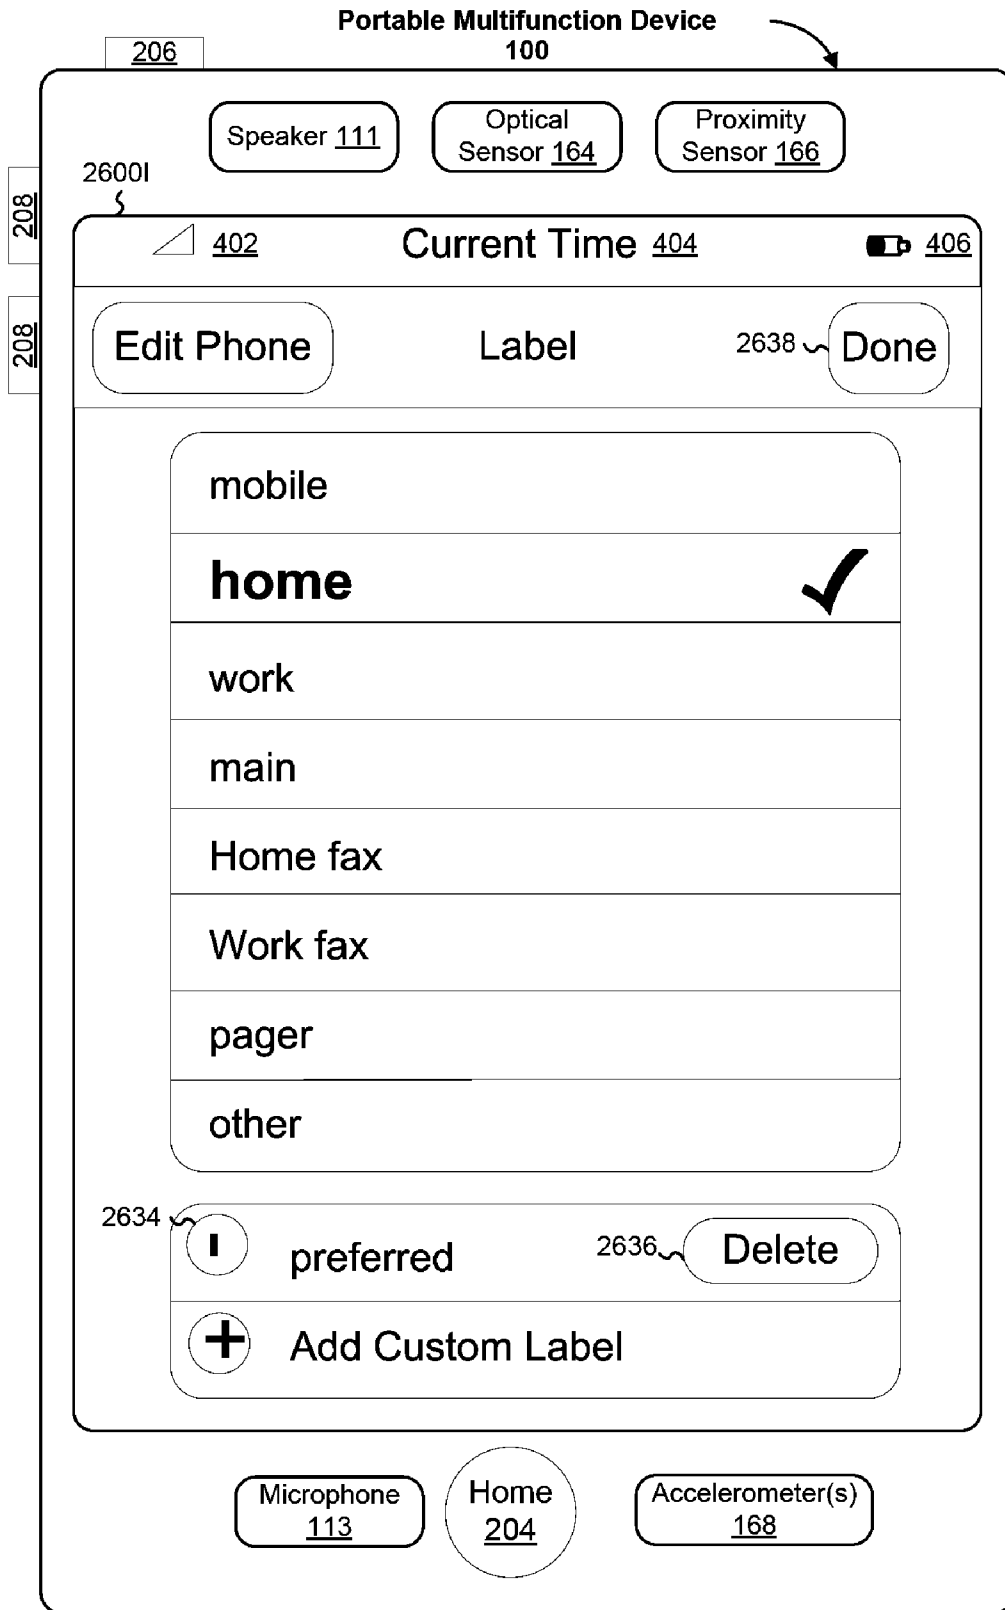 Portable Multifunction Device
100
206
Speaker 111
Optical
Sensor 164
Proximity
Sensor 166
2600I
208
208
402
Current Time 404
406
Edit Phone
Label
2638
Done
mobile
home
work
main
Home fax
Work fax
pager
other
2634
preferred
2636
Delete
Add Custom Label
Microphone
113
Home
204
Accelerometer(s)
168